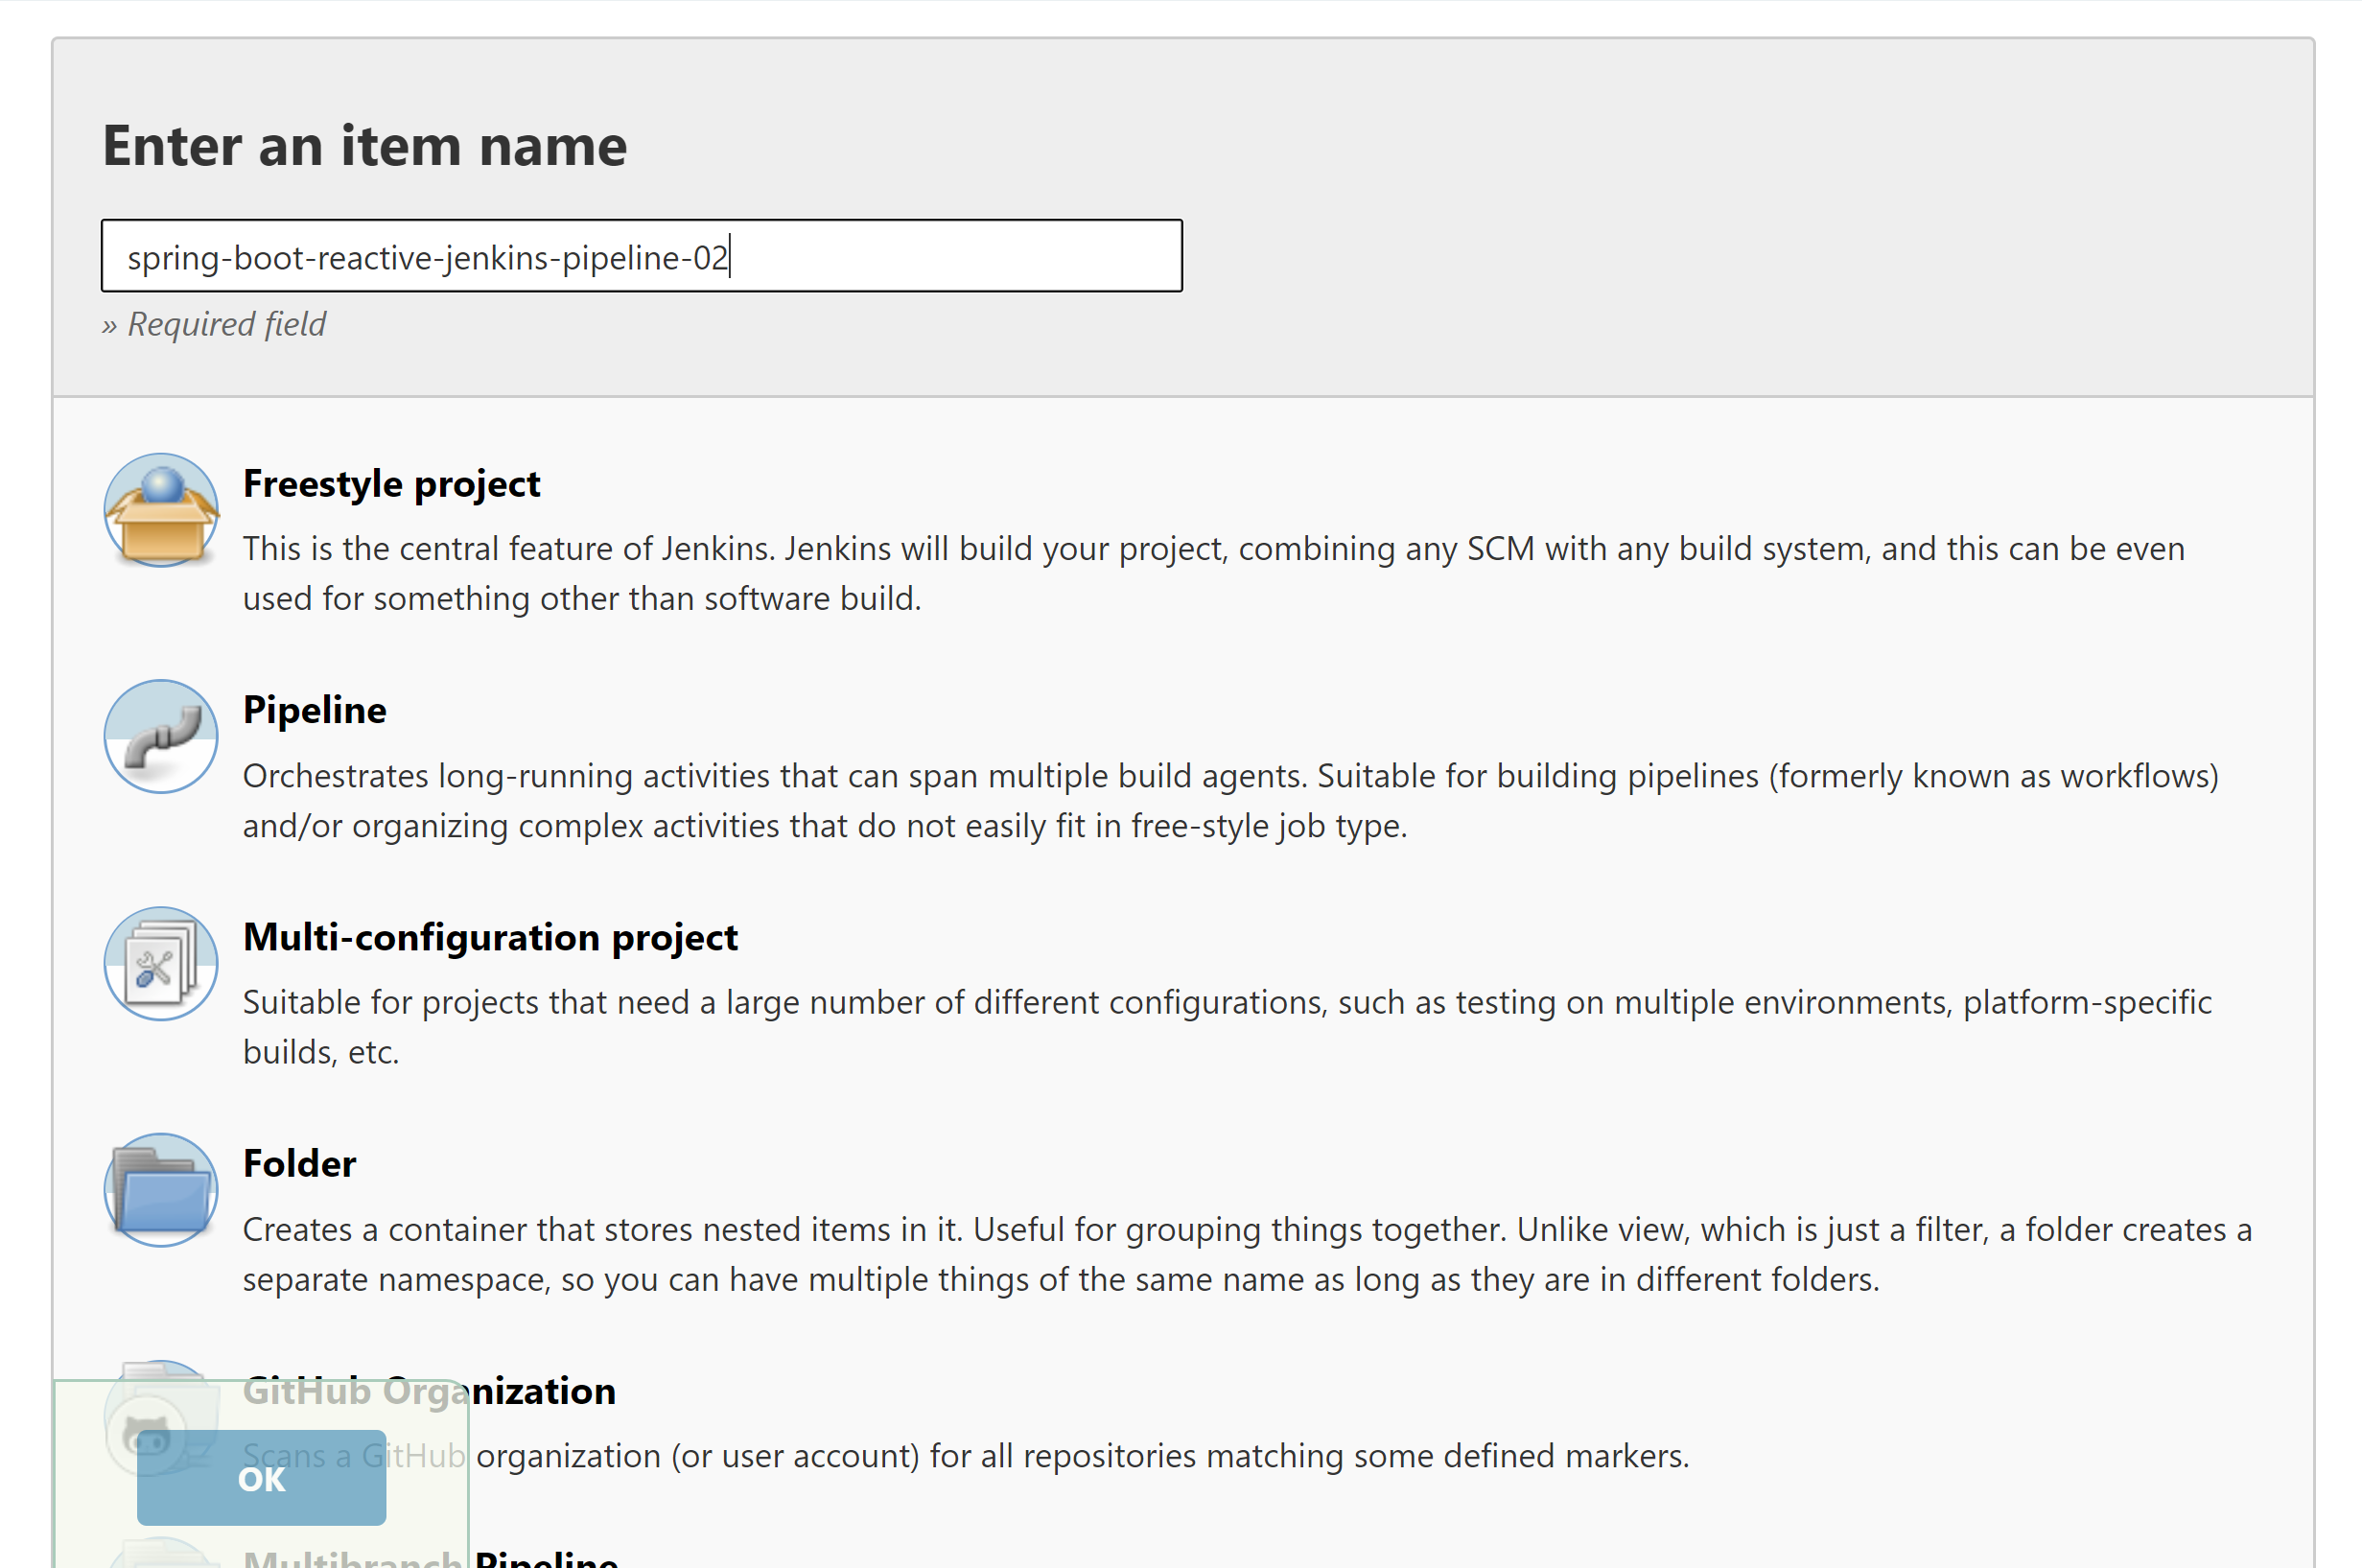 Enter an item name
spring-boot-reactive-jenkins-pipeline-02
» Required field
Freestyle project
This is the central feature of Jenkins. Jenkins will build your project, combining any SCM with any build system, and this can be even
used for something other than software build.
Pipeline
Orchestrates long-running activities that can span multiple build agents. Suitable for building pipelines (formerly known as workflows)
and/or organizing complex activities that do not easily fit in free-style job type.
Multi-configuration project
Suitable for projects that need a large number of different configurations, such as testing on multiple environments, platform-specific
builds, etc.
Folder
Creates a container that stores nested items in it. Useful for grouping things together. Unlike view, which is just a filter, a folder creates a
separate namespace, so you can have multiple things of the same name as long as they are in different folders.
GitHub Organization
Scans a GitHub organization (or user account) for all repositories matching some defined markers.
OK
Multibranch Pipeline